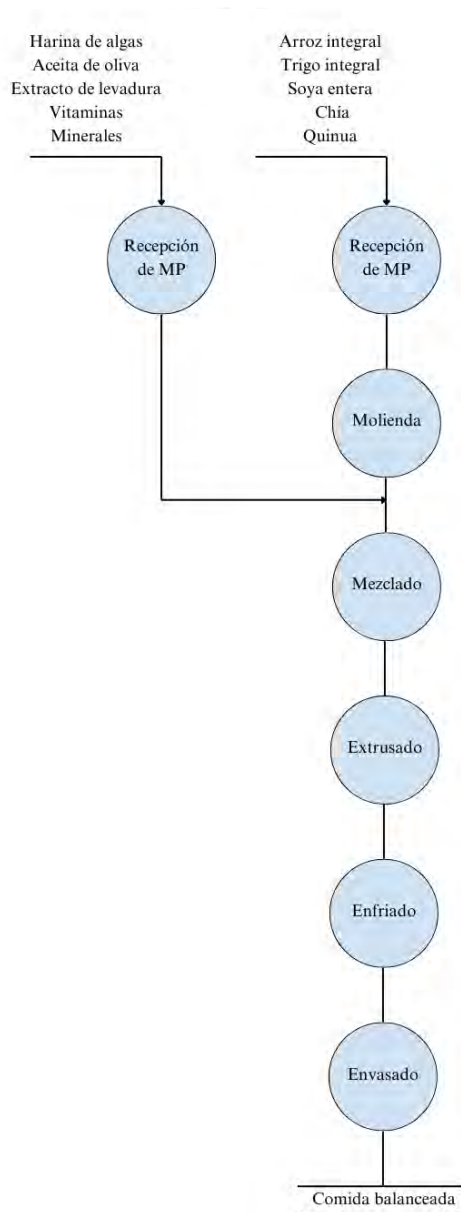 Harina de algas
Aceita de oliva
Extracto de levadura
Vitaminas
Minerales
Arroz integral
Trigo integral
Soya entera
Chía
Quinua
Recepción
de MP
Recepción
de MP
Molienda
Mezclado
Extrusado
Enfriado
Envasado
Comida balanceada